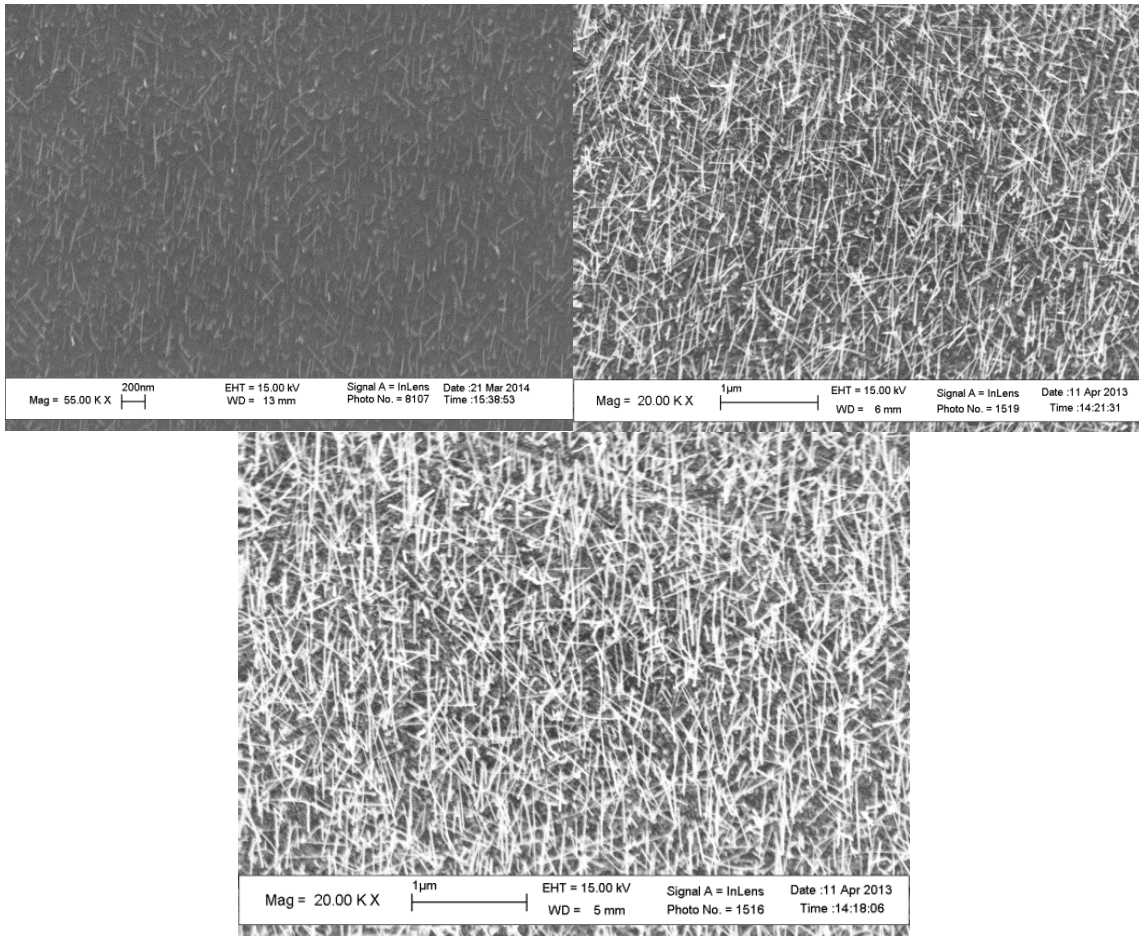 200nm
Mag = 55.00 K X
EHT = 15.00 kV
WD = 13 mm
Signal A = InLens
Photo No. = 8107
Date :21 Mar 2014
Time :15:38:53
1µm
Mag = 20.00 K X
EHT = 15.00 kV
WD = 6 mm
Signal A = InLens
Photo No. = 1519
Date :11 Apr 2013
Time :14:21:31
1µm
Mag = 20.00 K X
EHT = 15.00 kV
WD = 5 mm
Signal A = InLens
Photo No. = 1516
Date :11 Apr 2013
Time :14:18:06